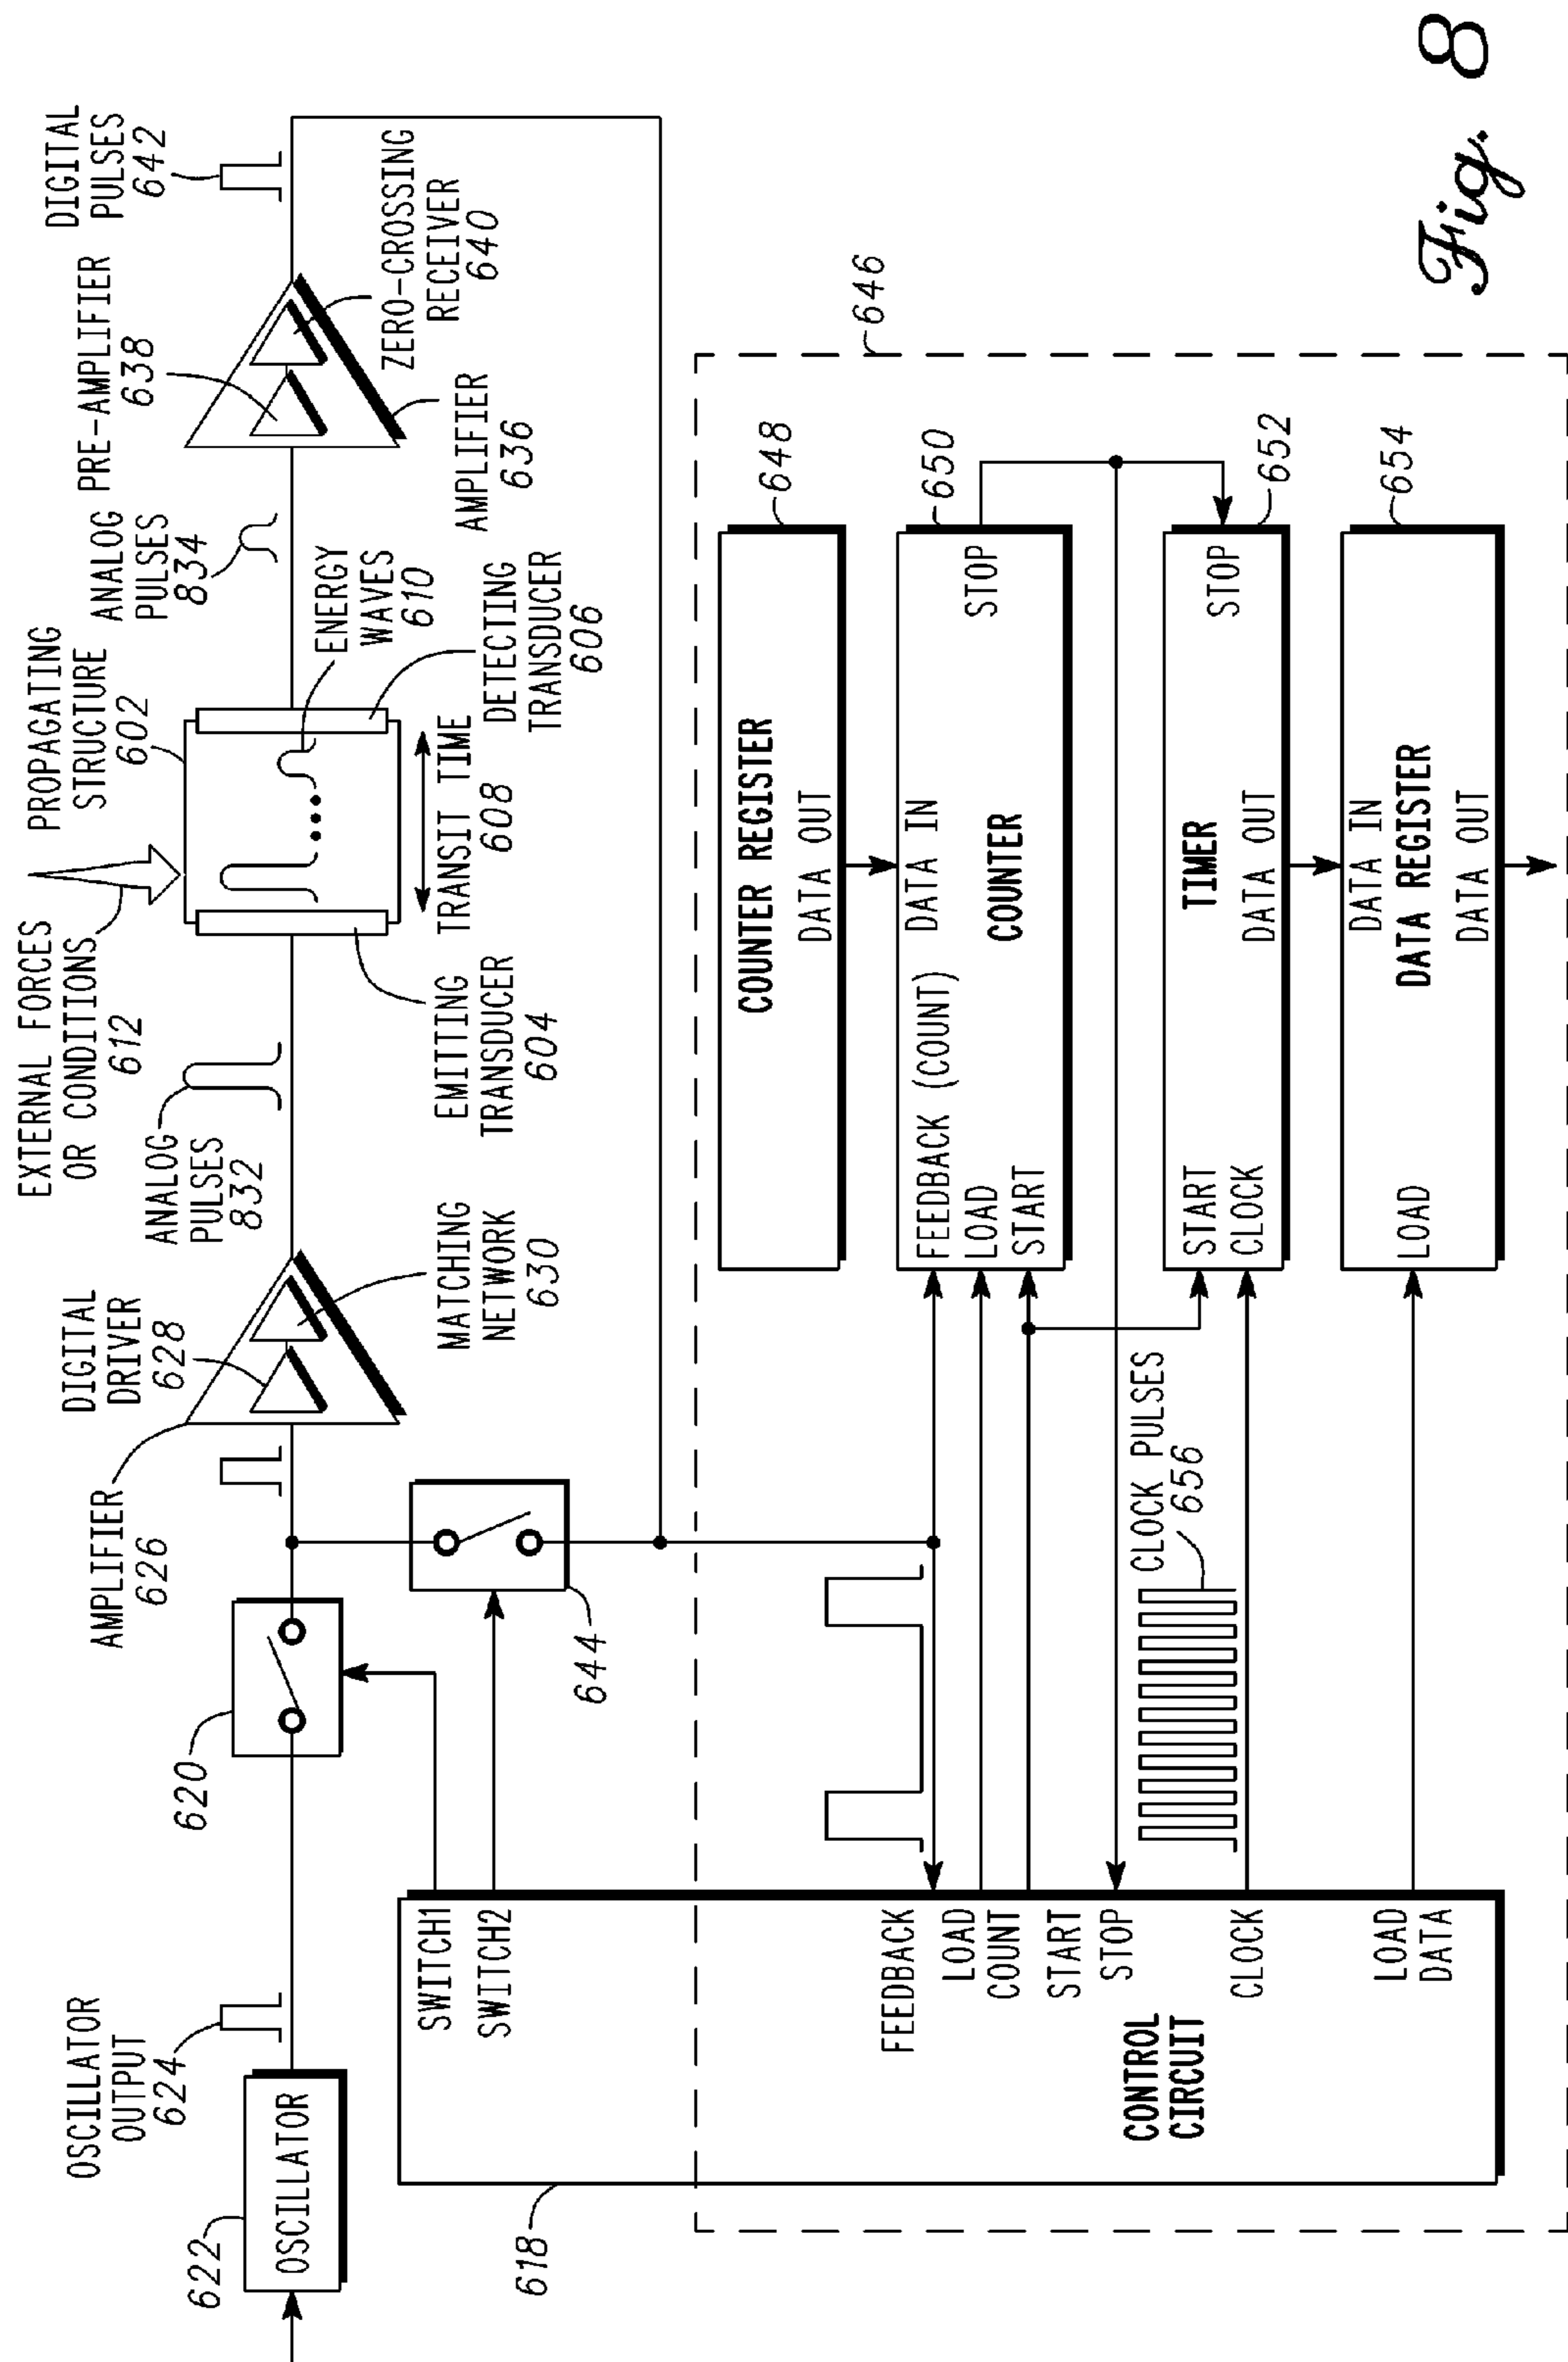 EXTERNAL FORCES
OR CONDITIONS
612
PROPAGATING
STRUCTURE
602
DIGITAL
PULSES
642
OSCILLATOR
OUTPUT
624
AMPLIFIER
626
DIGITAL
DRIVER
628
ANALOG
PULSES
832
ANALOG
PULSES
834
PRE-AMPLIFIER
638
622
OSCILLATOR
620
MATCHING
NETWORK
630
EMITTING
TRANSDUCER
604
TRANSIT TIME
608
ENERGY
WAVES
610
DETECTING
TRANSDUCER
606
AMPLIFIER
636
ZERO-CROSSING
RECEIVER
640
644
618
SWITCH1
SWITCH2
FEEDBACK
LOAD
COUNT
START
STOP
CLOCK
LOAD
DATA
CONTROL
CIRCUIT
CLOCK PULSES
656
646
COUNTER REGISTER
DATA OUT
648
FEEDBACK (COUNT)
DATA IN
LOAD
START
COUNTER
STOP
650
START
CLOCK
TIMER
DATA OUT
STOP
652
LOAD
DATA IN
DATA REGISTER
DATA OUT
654
Fig. 8